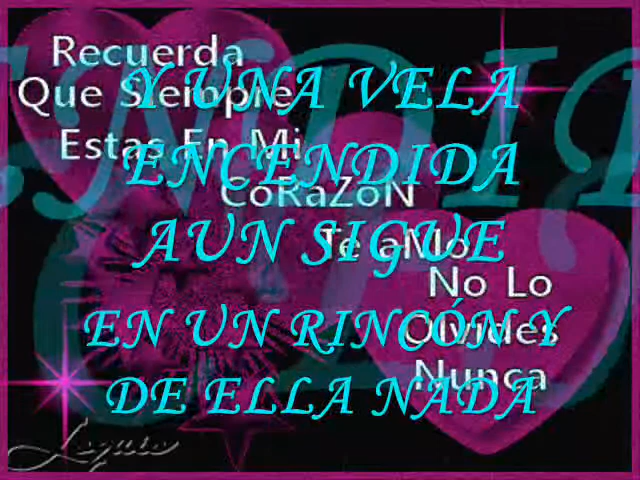 Recuerda
Que Siempre
Estas En Mi
CoRaZoN
Te aMo
No Lo
Olvides
Nunca
Y UNA VELA
ENCENDIDA
AUN SIGUE
EN UN RINCÓN Y
DE ELLA NADA